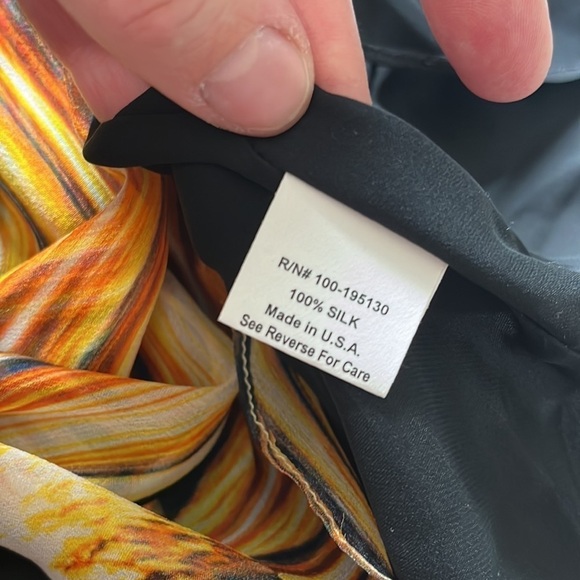 R/N# 100-195130
100% SILK
Made in U.S.A.
See Reverse For Care